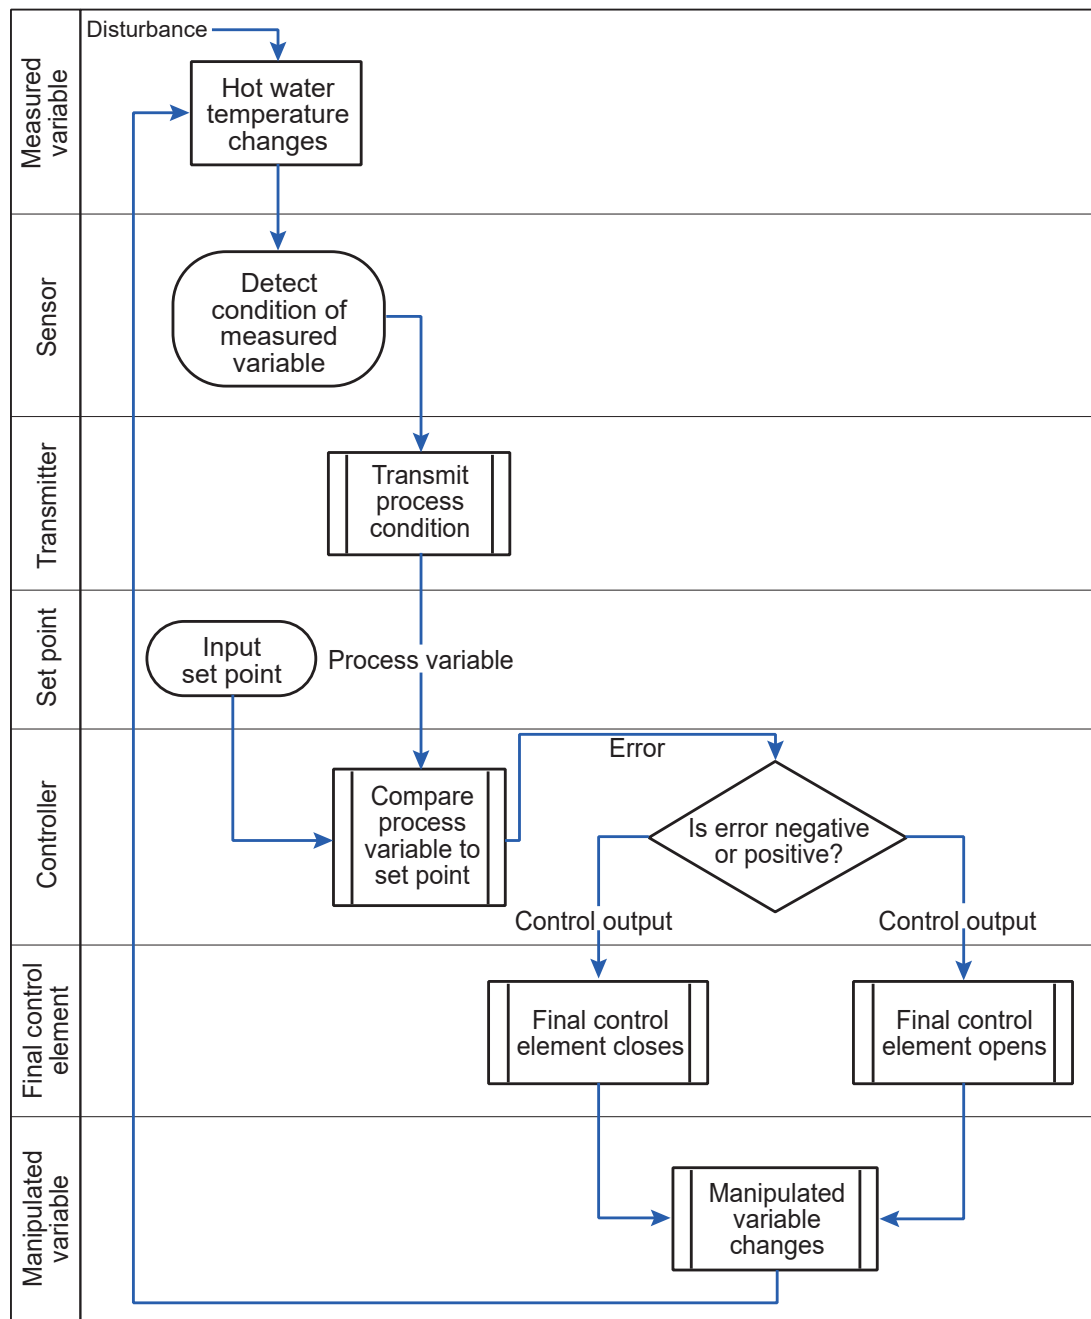 Measured
variable
Disturbance
Hot water
temperature
changes
Sensor
Detect
condition of
measured
variable
Transmitter
Transmit
process
condition
Set point
Input
set point
Process variable
Controller
Error
Compare
process
variable to
set point
Is error negative
or positive?
Control output
Control output
Final control
element
Final control
element closes
Final control
element opens
Manipulated
variable
Manipulated
variable
changes